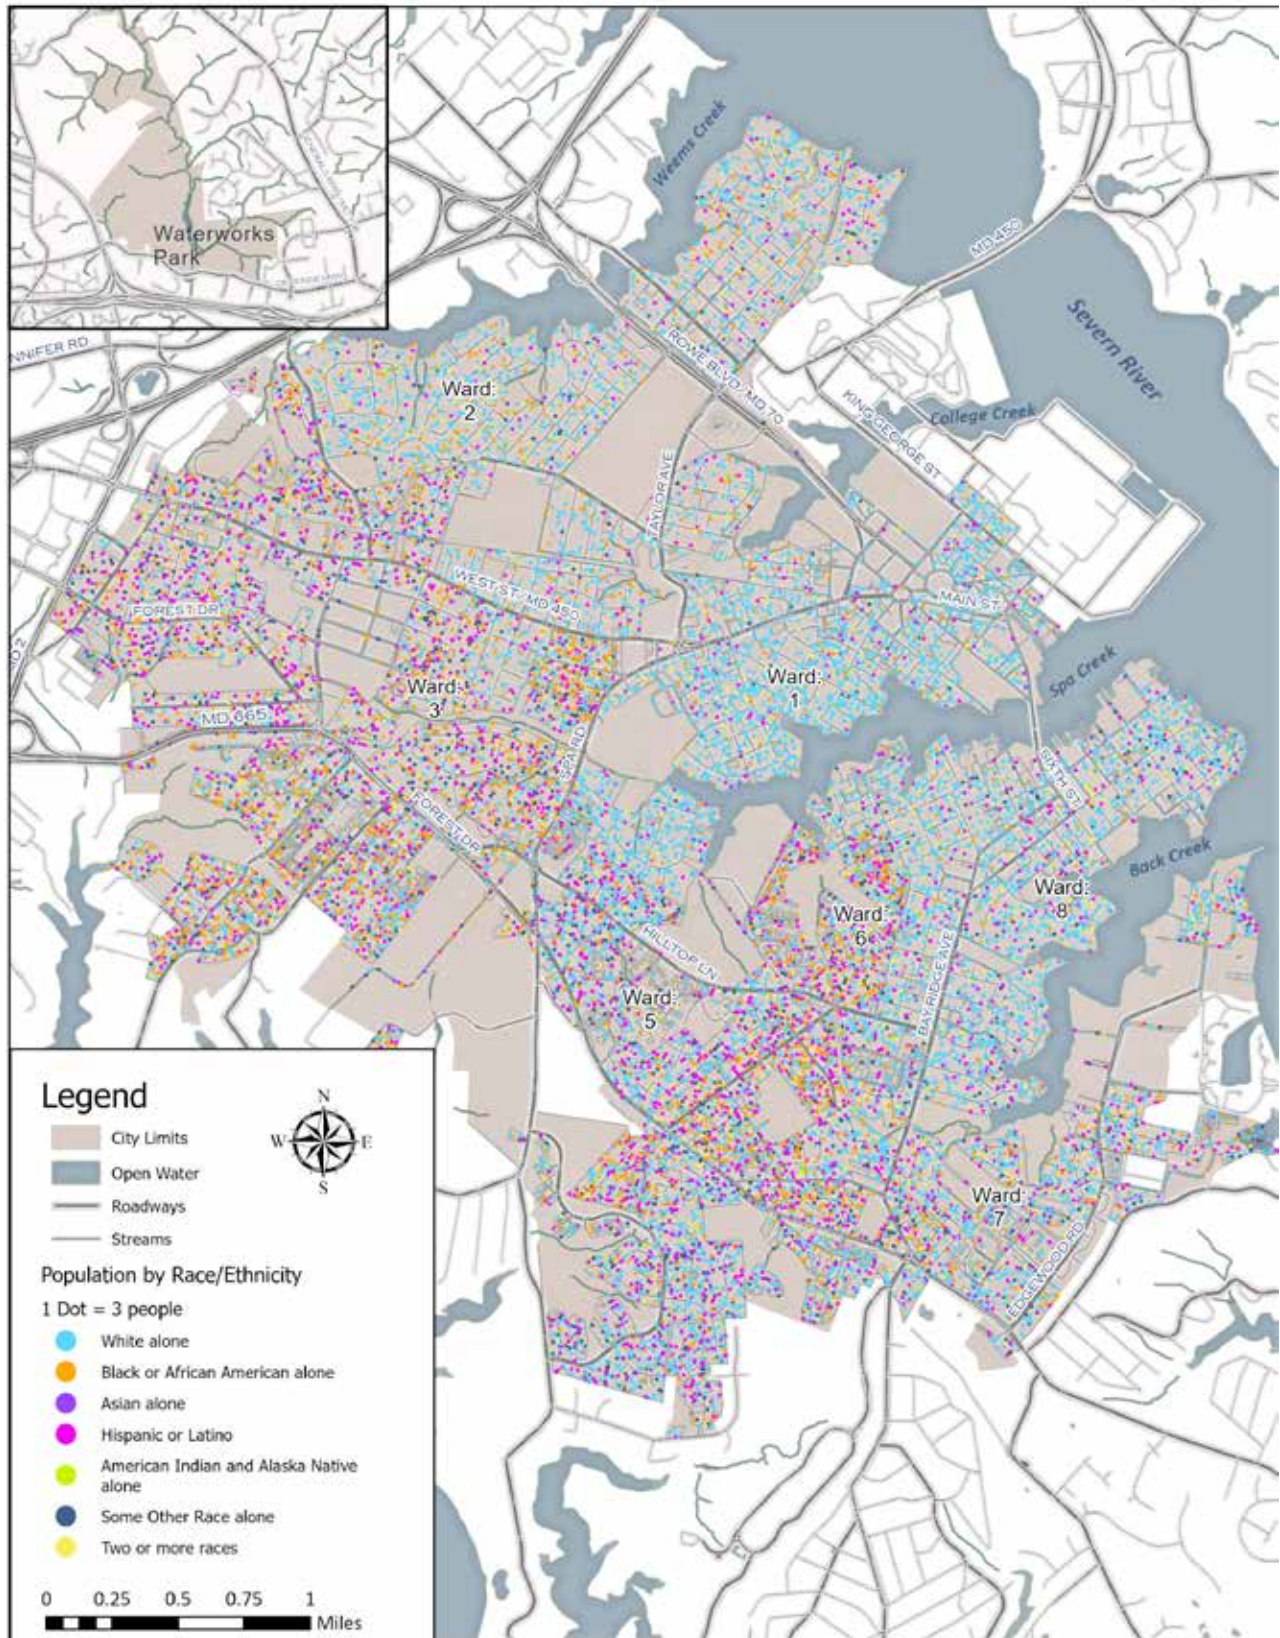 Waterworks
Park
Weems Creek
MD 450
Severn River
NNIFER RD
ROWE BLVD/ MD 70
Ward:
2
KING GEORGE ST
College Creek
TAYLOR AVE
WEST ST/ MD 450
MAIN ST
FOREST DR
MD 2
Ward:
3
Ward:
1
Spa Creek
MD 665
SPA RD
SIXTH ST
FOREST DR
Back Creek
Ward:
8
Ward:
6
HILLTOP LN
BAY RIDGE AVE
Ward:
5
Ward:
7
EDGEWOOD RD
Legend
N
W
E
S
City Limits
Open Water
Roadways
Streams
Population by Race/Ethnicity
1 Dot = 3 people
White alone
Black or African American alone
Asian alone
Hispanic or Latino
American Indian and Alaska Native
alone
Some Other Race alone
Two or more races
0 0.25 0.5 0.75 1
Miles